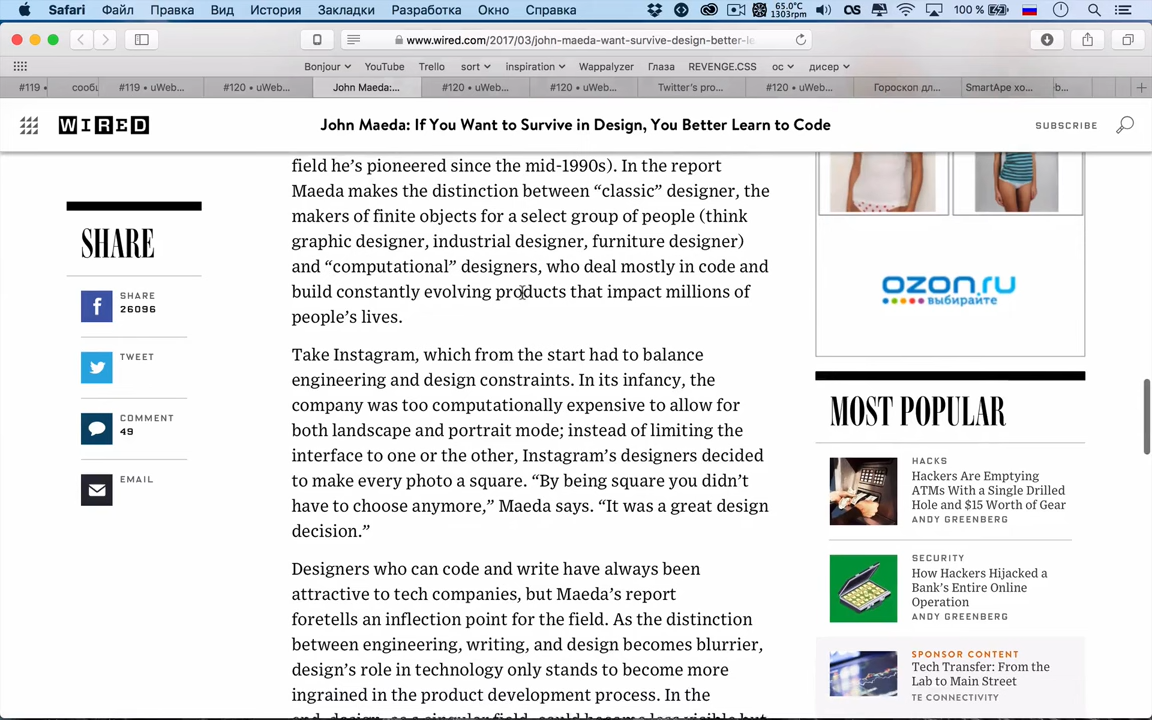 Safari Файл Правка Вид История Закладки Разработка Окно Справка
65.0°C
1303rpm
100 %
www.wired.com/2017/03/john-maeda-want-survive-design-better-le
Bonjour YouTube Trello sort inspiration Wappalyzer Глаза REVENGE.CSS ос дисер
#119 • сообщ #119 • uWeb... #120 • uWeb... John Maeda:... #120 • uWeb... #120 • uWeb... Twitter's pro... #120 • uWeb... Гороскоп дл... SmartApe хо...
WIRED
John Maeda: If You Want to Survive in Design, You Better Learn to Code
SUBSCRIBE
field he's pioneered since the mid-1990s). In the report
Maeda makes the distinction between “classic” designer, the
makers of finite objects for a select group of people (think
graphic designer, industrial designer, furniture designer)
and “computational” designers, who deal mostly in code and
build constantly evolving products that impact millions of
people's lives.
Take Instagram, which from the start had to balance
engineering and design constraints. In its infancy, the
company was too computationally expensive to allow for
both landscape and portrait mode; instead of limiting the
interface to one or the other, Instagram's designers decided
to make every photo a square. “By being square you didn't
have to choose anymore,” Maeda says. “It was a great design
decision.”
Designers who can code and write have always been
attractive to tech companies, but Maeda's report
foretells an inflection point for the field. As the distinction
between engineering, writing, and design becomes blurrier,
design's role in technology only stands to become more
ingrained in the product development process. In the
end, design, as a singular field, could become less visible but
SHARE
SHARE
26096
TWEET
COMMENT
49
EMAIL
OZON.ru
выбирайте
MOST POPULAR
HACKS
Hackers Are Emptying
ATMs With a Single Drilled
Hole and $15 Worth of Gear
ANDY GREENBERG
SECURITY
How Hackers Hijacked a
Bank's Entire Online
Operation
ANDY GREENBERG
SPONSOR CONTENT
Tech Transfer: From the
Lab to Main Street
TE CONNECTIVITY